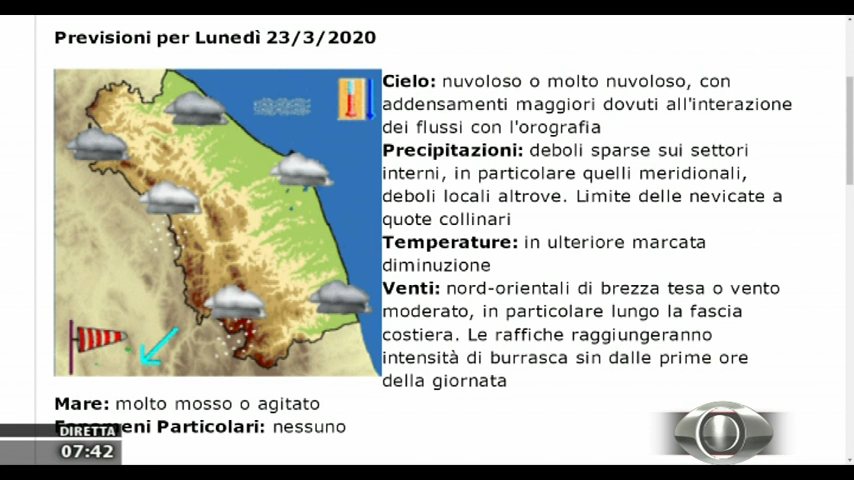 Previsioni per Lunedì 23/3/2020
Cielo: nuvoloso o molto nuvoloso, con
addensamenti maggiori dovuti all'interazione
dei flussi con l'orografia
Precipitazioni: deboli sparse sui settori
interni, in particolare quelli meridionali,
deboli locali altrove. Limite delle nevicate a
quote collinari
Temperature: in ulteriore marcata
diminuzione
Venti: nord-orientali di brezza tesa o vento
moderato, in particolare lungo la fascia
costiera. Le raffiche raggiungeranno
intensità di burrasca sin dalle prime ore
della giornata
Mare: molto mosso o agitato
Fenomeni Particolari: nessuno
DIRETTA
07:42